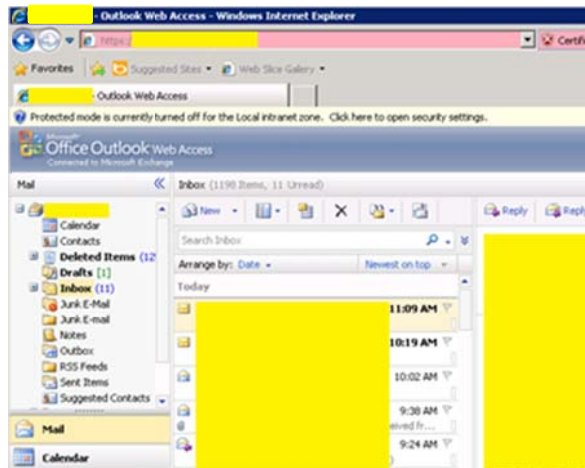 - Outlook Web Access - Windows Internet Explorer
https:/
Certifi
Favorites Suggested Sites Web Slice Gallery
- Outlook Web Access
Protected mode is currently turned off for the Local intranet zone. Click here to open security settings.
Microsoft
Office Outlook Web Access
Connected to Microsoft Exchange
Mail Inbox (1198 Items, 11 Unread)
New Reply Reply
Calendar
Contacts
Deleted Items (12
Drafts [1]
Inbox (11)
Junk E-Mail
Junk E-mail
Notes
Outbox
RSS Feeds
Sent Items
Suggested Contacts
Mail
Calendar
Search Inbox
Arrange by: Date Newest on top
Today
11:09 AM
10:19 AM
10:02 AM
9:38 AM
eived fr...
9:24 AM